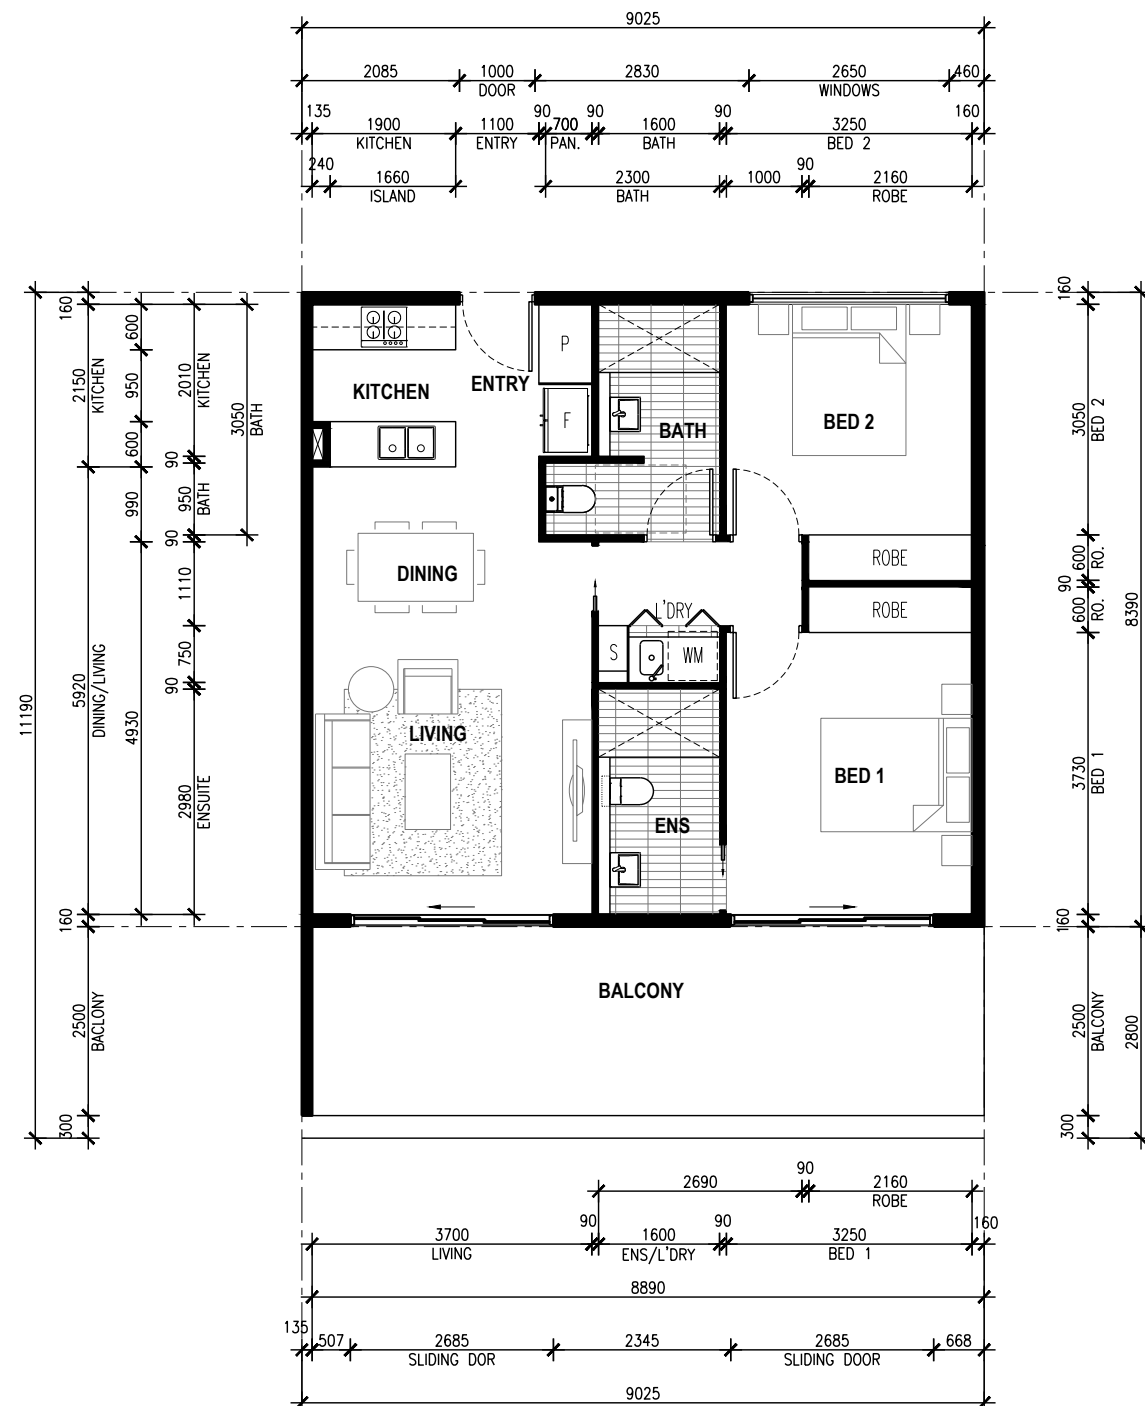 9025
2085 1000 2830 2650 460
DOOR WINDOWS
135 90 90 90 160
1900 1100 700 1600 3250
KITCHEN ENTRY PAN. BATH BED 2
240 90
1660 2300 1000 2160
ISLAND BATH ROBE
11190
160
2150
KITCHEN
5920
DINING/LIVING
160
2500
BACLONY
300
600
950
600
990
4930
2010
KITCHEN
90
950
BATH
90
1110
750
90
2980
ENSUITE
3050
BATH
KITCHEN
ENTRY
P
F
BATH
BED 2
DINING
ROBE
ROBE
L'DRY
S
WM
LIVING
BED 1
ENS
BALCONY
160
3050
BED 2
600
RO.
90
600
RO.
3730
BED 1
160
2500
BALCONY
300
8390
2800
90
2690 2160
ROBE
90 90 160
3700 1600 3250
LIVING ENS/L'DRY BED 1
8890
135
507 2685 2345 2685 668
SLIDING DOR SLIDING DOOR
9025